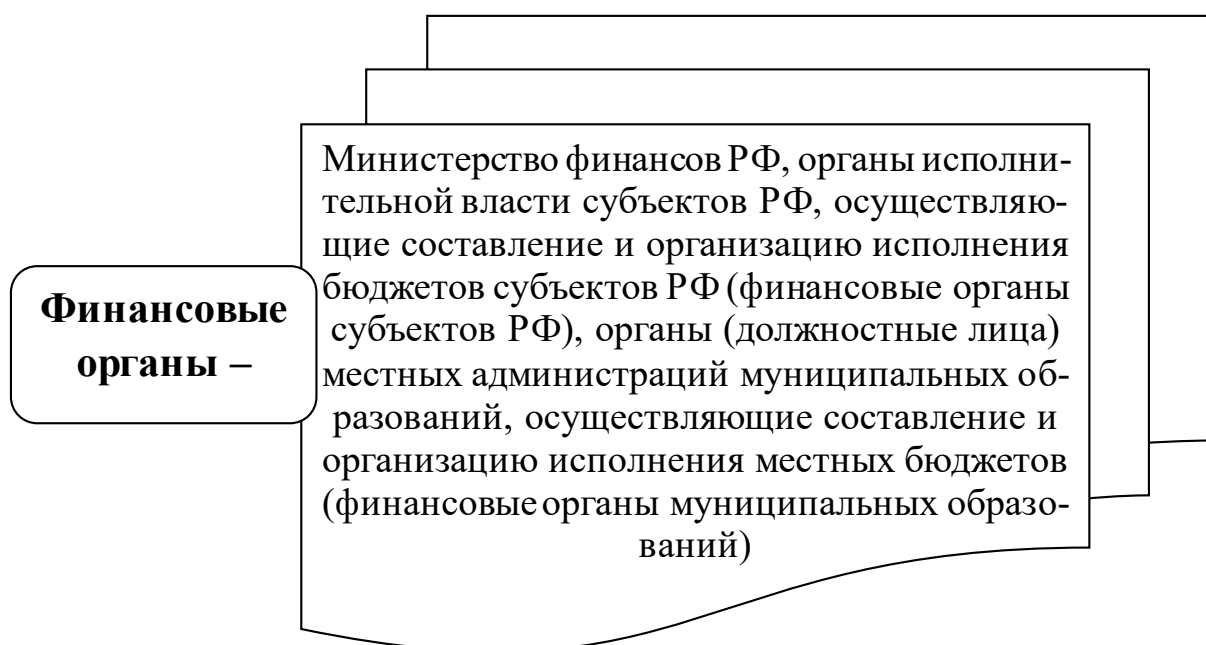 Финансовые
органы –
Министерство финансов РФ, органы исполни-
тельной власти субъектов РФ, осуществляю-
щие составление и организацию исполнения
бюджетов субъектов РФ (финансовые органы
субъектов РФ), органы (должностные лица)
местных администраций муниципальных об-
разований, осуществляющие составление и
организацию исполнения местных бюджетов
(финансовые органы муниципальных образо-
ваний)